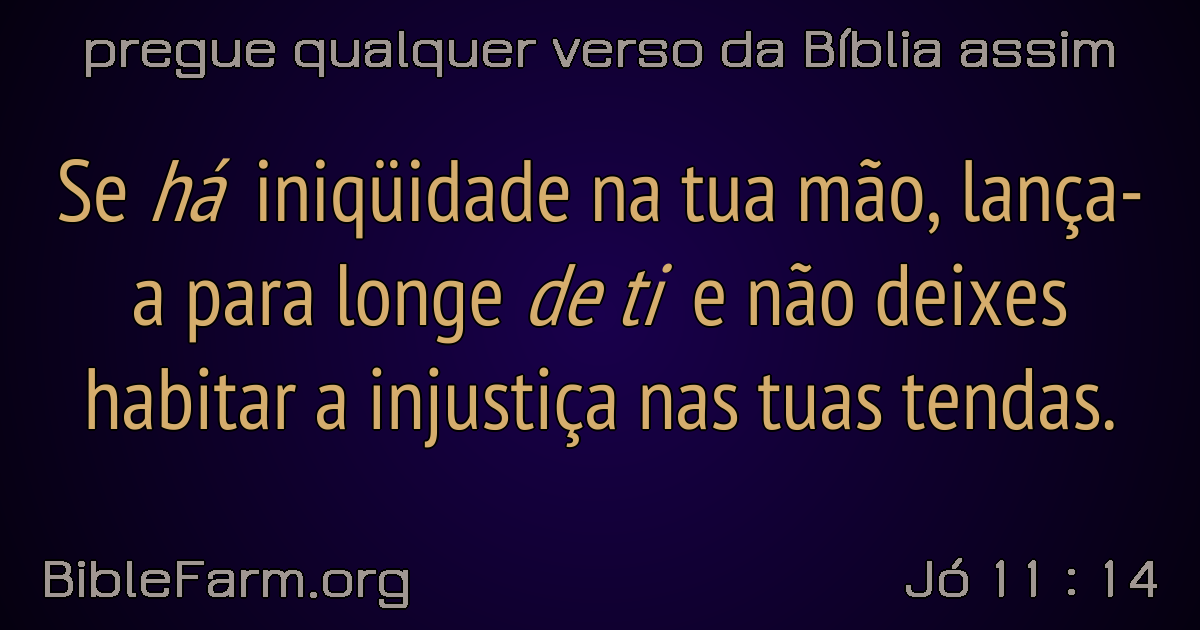 pregue qualquer verso da Bíblia assim
Se há iniqüidade na tua mão, lança-
a para longe de ti e não deixes
habitar a injustiça nas tuas tendas.
BibleFarm.org
Jó 11 : 14